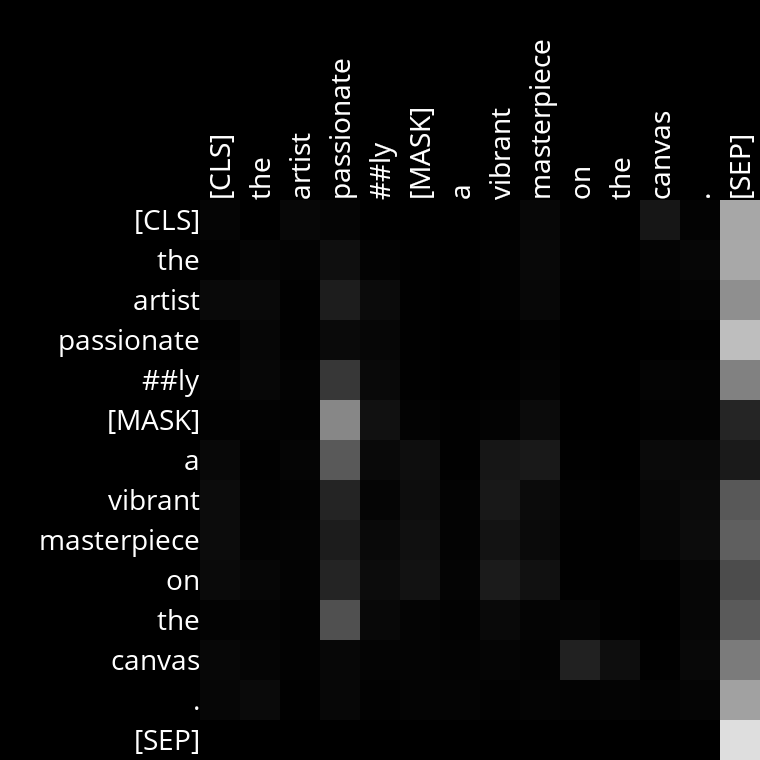 [CLS]
the
artist
passionate
##ly
[MASK]
a
vibrant
masterpiece
on
the
canvas
.
[SEP]
[CLS]
the
artist
passionate
##ly
[MASK]
a
vibrant
masterpiece
on
the
canvas
.
[SEP]